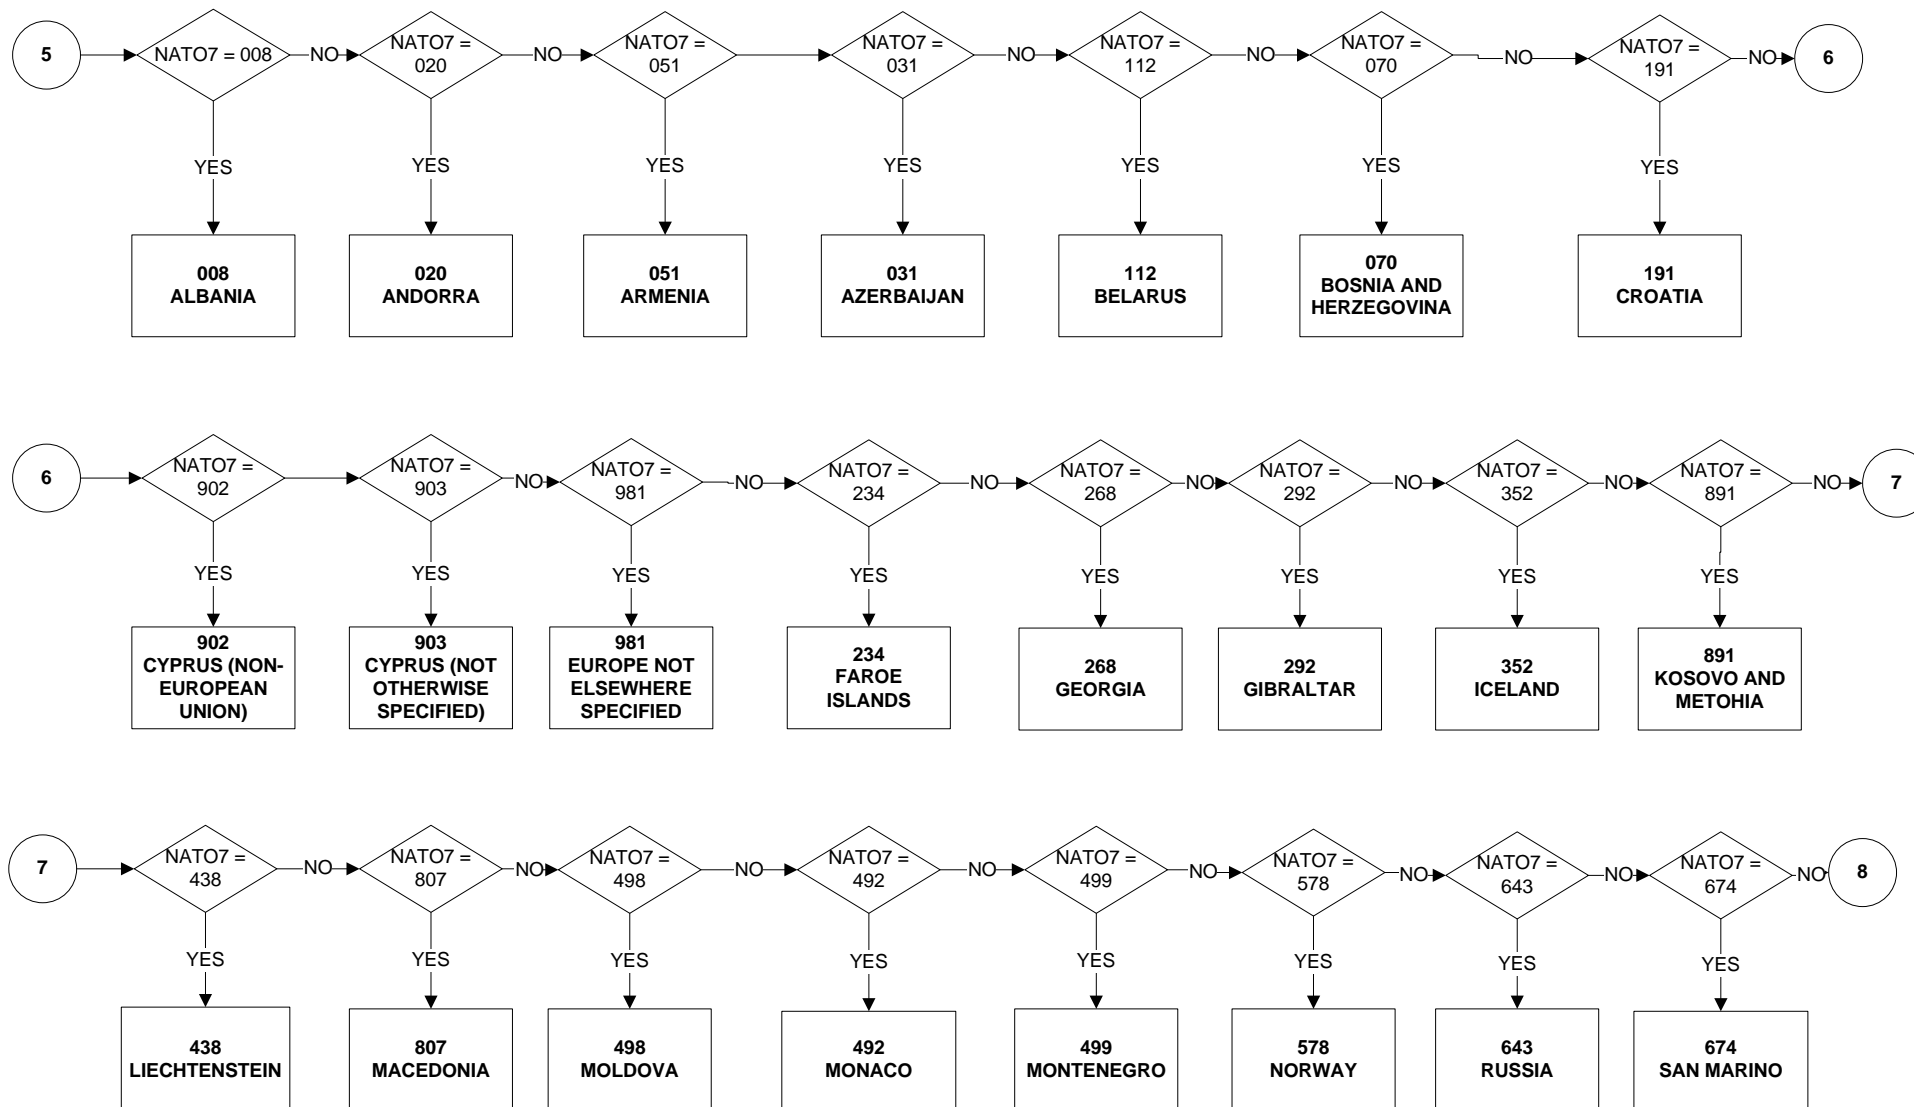 5
NATO7 = 008
NO
NATO7 =
020
NO
NATO7 =
051
NATO7 =
031
NO
NATO7 =
112
NO
NATO7 =
070
NO
NATO7 =
191
NO
6
YES
YES
YES
YES
YES
YES
YES
008
ALBANIA
020
ANDORRA
051
ARMENIA
031
AZERBAIJAN
112
BELARUS
070
BOSNIA AND
HERZEGOVINA
191
CROATIA
6
NATO7 =
902
NATO7 =
903
NO
NATO7 =
981
NO
NATO7 =
234
NO
NATO7 =
268
NO
NATO7 =
292
NO
NATO7 =
352
NO
NATO7 =
891
NO
7
YES
YES
YES
YES
YES
YES
YES
YES
902
CYPRUS (NON-
EUROPEAN
UNION)
903
CYPRUS (NOT
OTHERWISE
SPECIFIED)
981
EUROPE NOT
ELSEWHERE
SPECIFIED
234
FAROE
ISLANDS
268
GEORGIA
292
GIBRALTAR
352
ICELAND
891
KOSOVO AND
METOHIA
7
NATO7 =
438
NO
NATO7 =
807
NO
NATO7 =
498
NO
NATO7 =
492
NO
NATO7 =
499
NO
NATO7 =
578
NO
NATO7 =
643
NO
NATO7 =
674
NO
8
YES
YES
YES
YES
YES
YES
YES
YES
438
LIECHTENSTEIN
807
MACEDONIA
498
MOLDOVA
492
MONACO
499
MONTENEGRO
578
NORWAY
643
RUSSIA
674
SAN MARINO